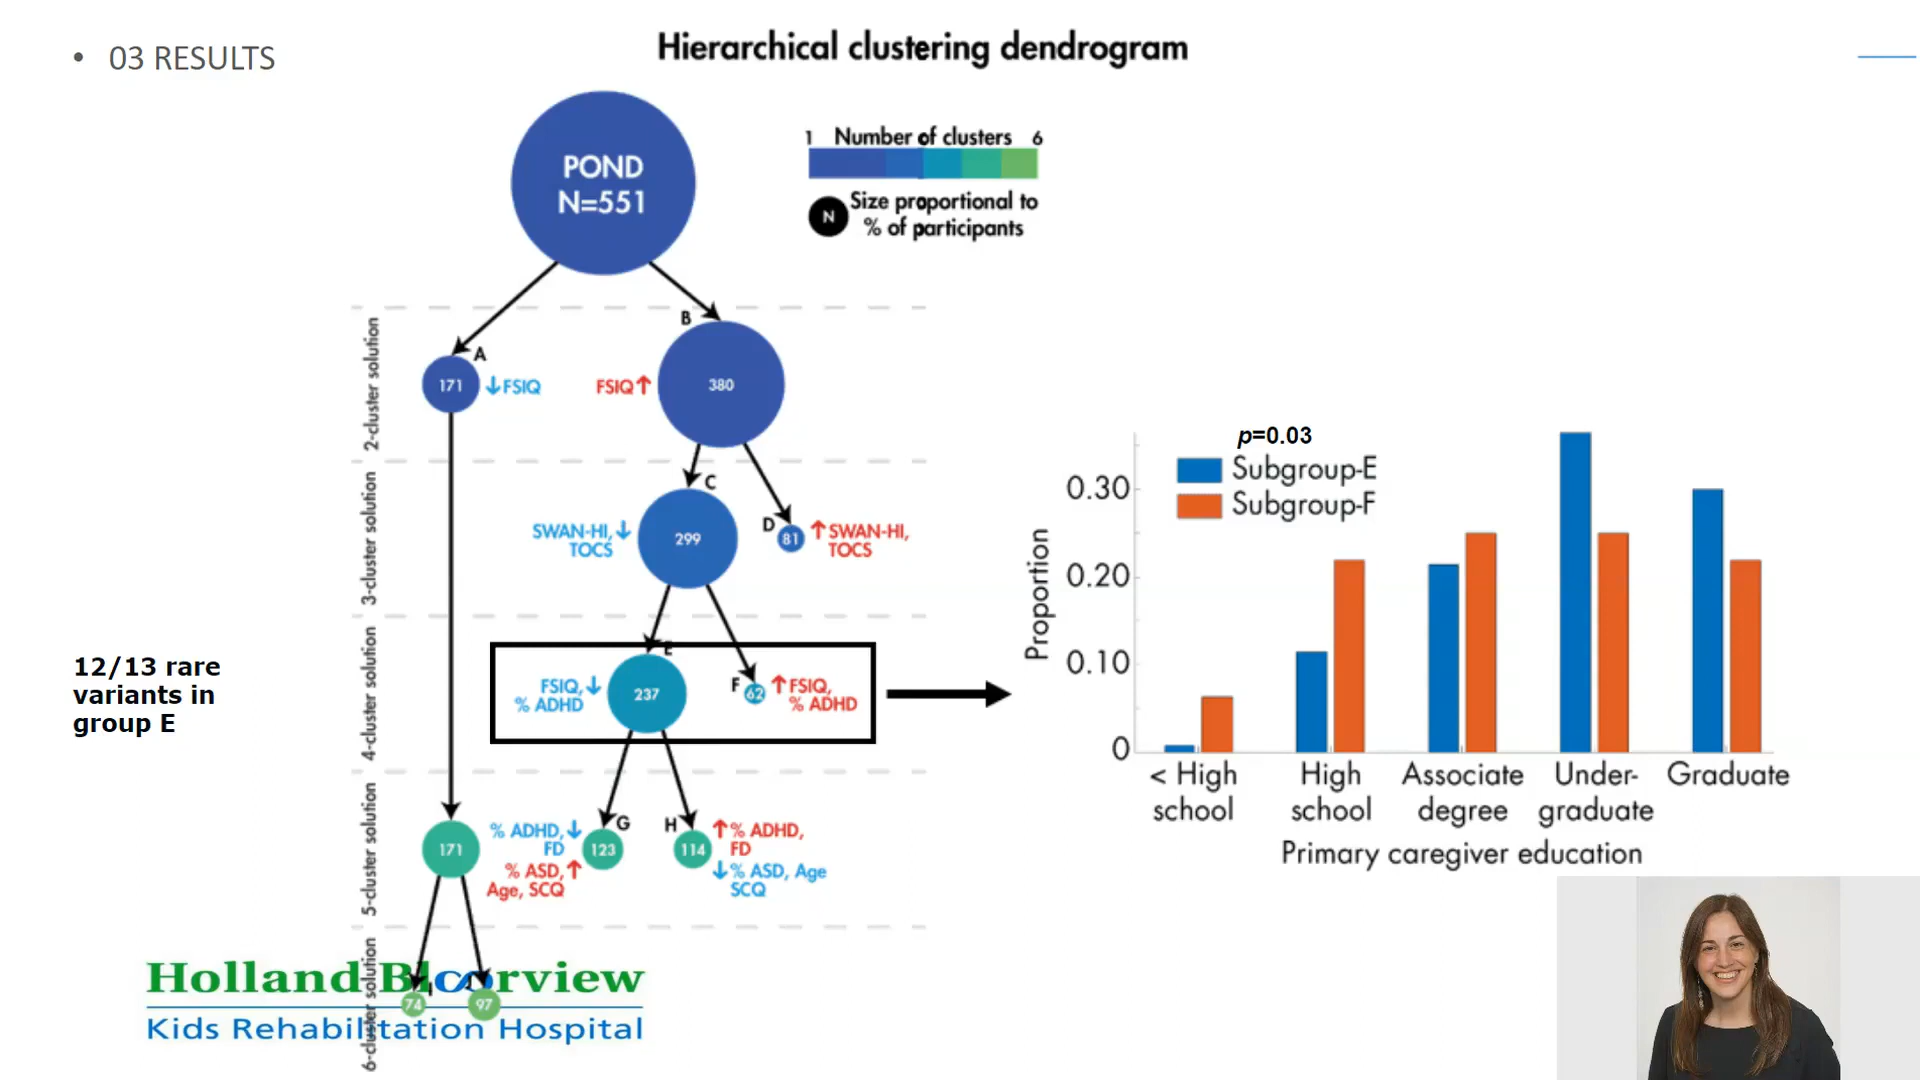 • 03 RESULTS
Hierarchical clustering dendrogram
POND
N=551
1 Number of clusters 6
N
Size proportional to
% of participants
2-cluster solution
A
171
↓FSIQ
B
FSIQ↑
380
3-cluster solution
C
SWAN-HI,↓
TOCS
299
D
81
↑SWAN-HI,
TOCS
12/13 rare
variants in
group E
4-cluster solution
E
FSIQ,↓
% ADHD
237
F
62
↑FSIQ,
% ADHD
5-cluster solution
171
% ADHD,↓
FD
% ASD,↑
Age, SCQ
G
123
H
114
↑% ADHD,
FD
↓% ASD, Age
SCQ
6-cluster solution
74
97
Holland Bloorview
Kids Rehabilitation Hospital
p=0.03
Subgroup-E
Subgroup-F
Proportion
0.30
0.20
0.10
0
< High
school
High
school
Associate
degree
Under-
graduate
Graduate
Primary caregiver education